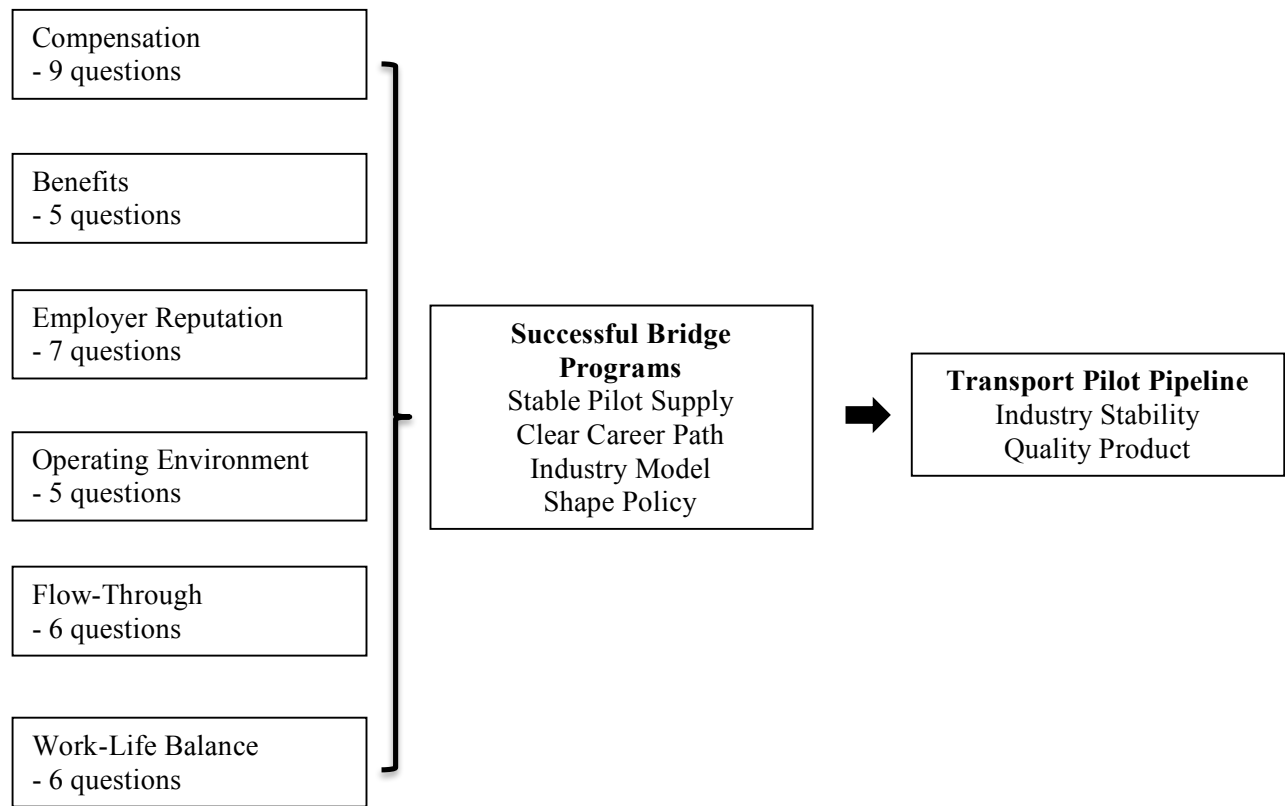 Compensation
- 9 questions
Benefits
- 5 questions
Employer Reputation
- 7 questions
Operating Environment
- 5 questions
Flow-Through
- 6 questions
Work-Life Balance
- 6 questions
Successful Bridge
Programs
Stable Pilot Supply
Clear Career Path
Industry Model
Shape Policy
Transport Pilot Pipeline
Industry Stability
Quality Product